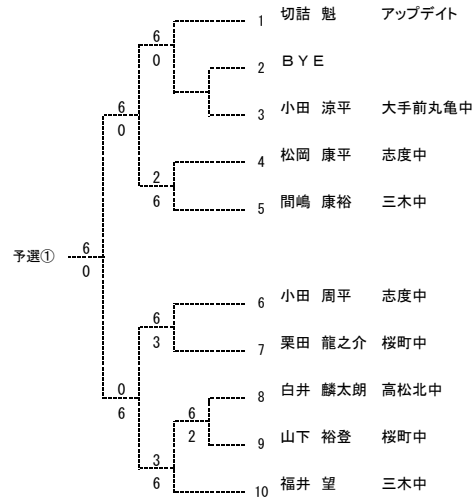 1 切詰 魁 アップデイト
6
0
2 BYE
6
0
3 小田 涼平 大手前丸亀中
4 松岡 康平 志度中
2
6
5 間嶋 康裕 三木中
予選①
6
0
6 小田 周平 志度中
6
3
7 栗田 龍之介 桜町中
0
6
8 白井 麟太朗 高松北中
6
2
9 山下 裕登 桜町中
3
6
10 福井 望 三木中